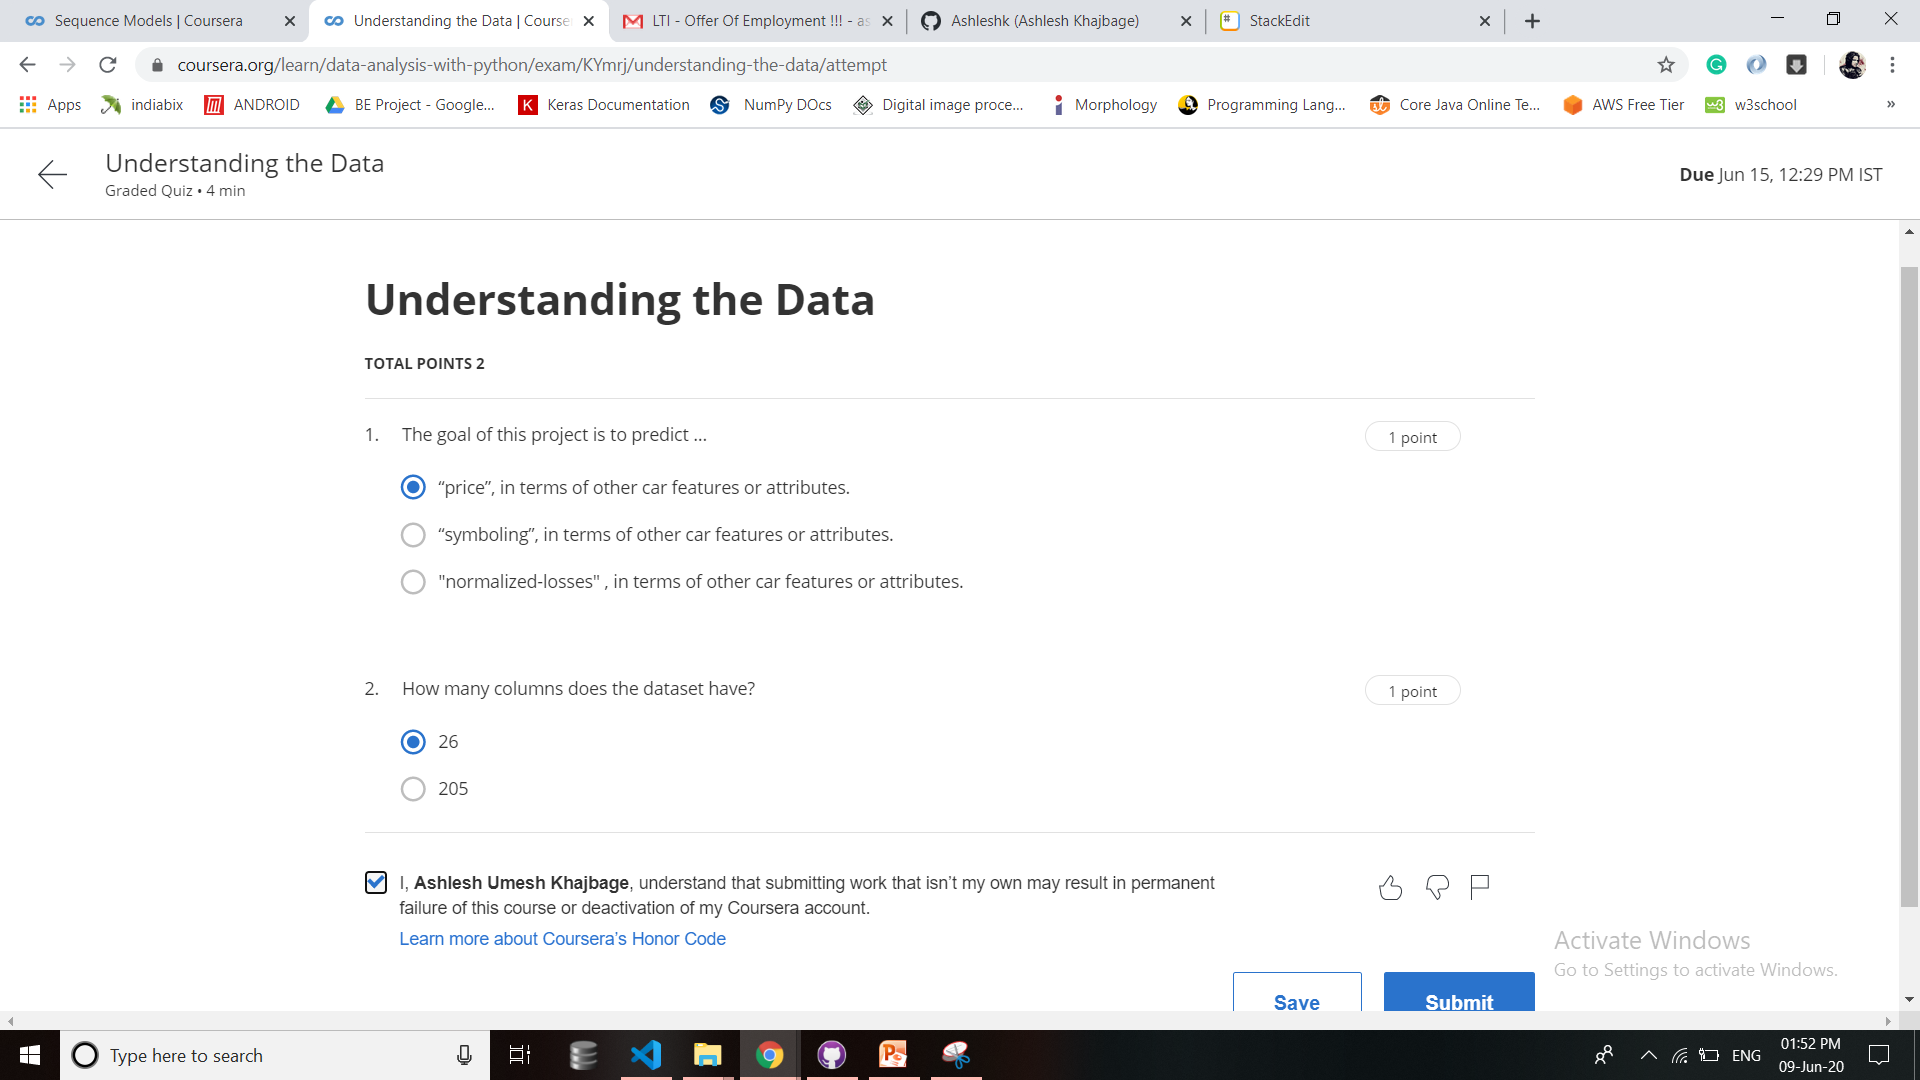 Sequence Models | Coursera
Understanding the Data | Course
LTI - Offer Of Employment !!! - as
Ashleshk (Ashlesh Khajbage)
StackEdit
coursera.org/learn/data-analysis-with-python/exam/KYmrj/understanding-the-data/attempt
Apps
indiabix
ANDROID
BE Project - Google...
Keras Documentation
NumPy DOcs
Digital image proce...
Morphology
Programming Lang...
Core Java Online Te...
AWS Free Tier
w3school
»
Understanding the Data
Graded Quiz • 4 min
Due Jun 15, 12:29 PM IST
Understanding the Data
TOTAL POINTS 2
1. The goal of this project is to predict ...
1 point
“price”, in terms of other car features or attributes.
“symboling”, in terms of other car features or attributes.
"normalized-losses" , in terms of other car features or attributes.
2. How many columns does the dataset have?
1 point
26
205
I, Ashlesh Umesh Khajbage, understand that submitting work that isn’t my own may result in permanent
failure of this course or deactivation of my Coursera account.
Learn more about Coursera’s Honor Code
Activate Windows
Go to Settings to activate Windows.
Save
Submit
Type here to search
ENG
01:52 PM
09-Jun-20